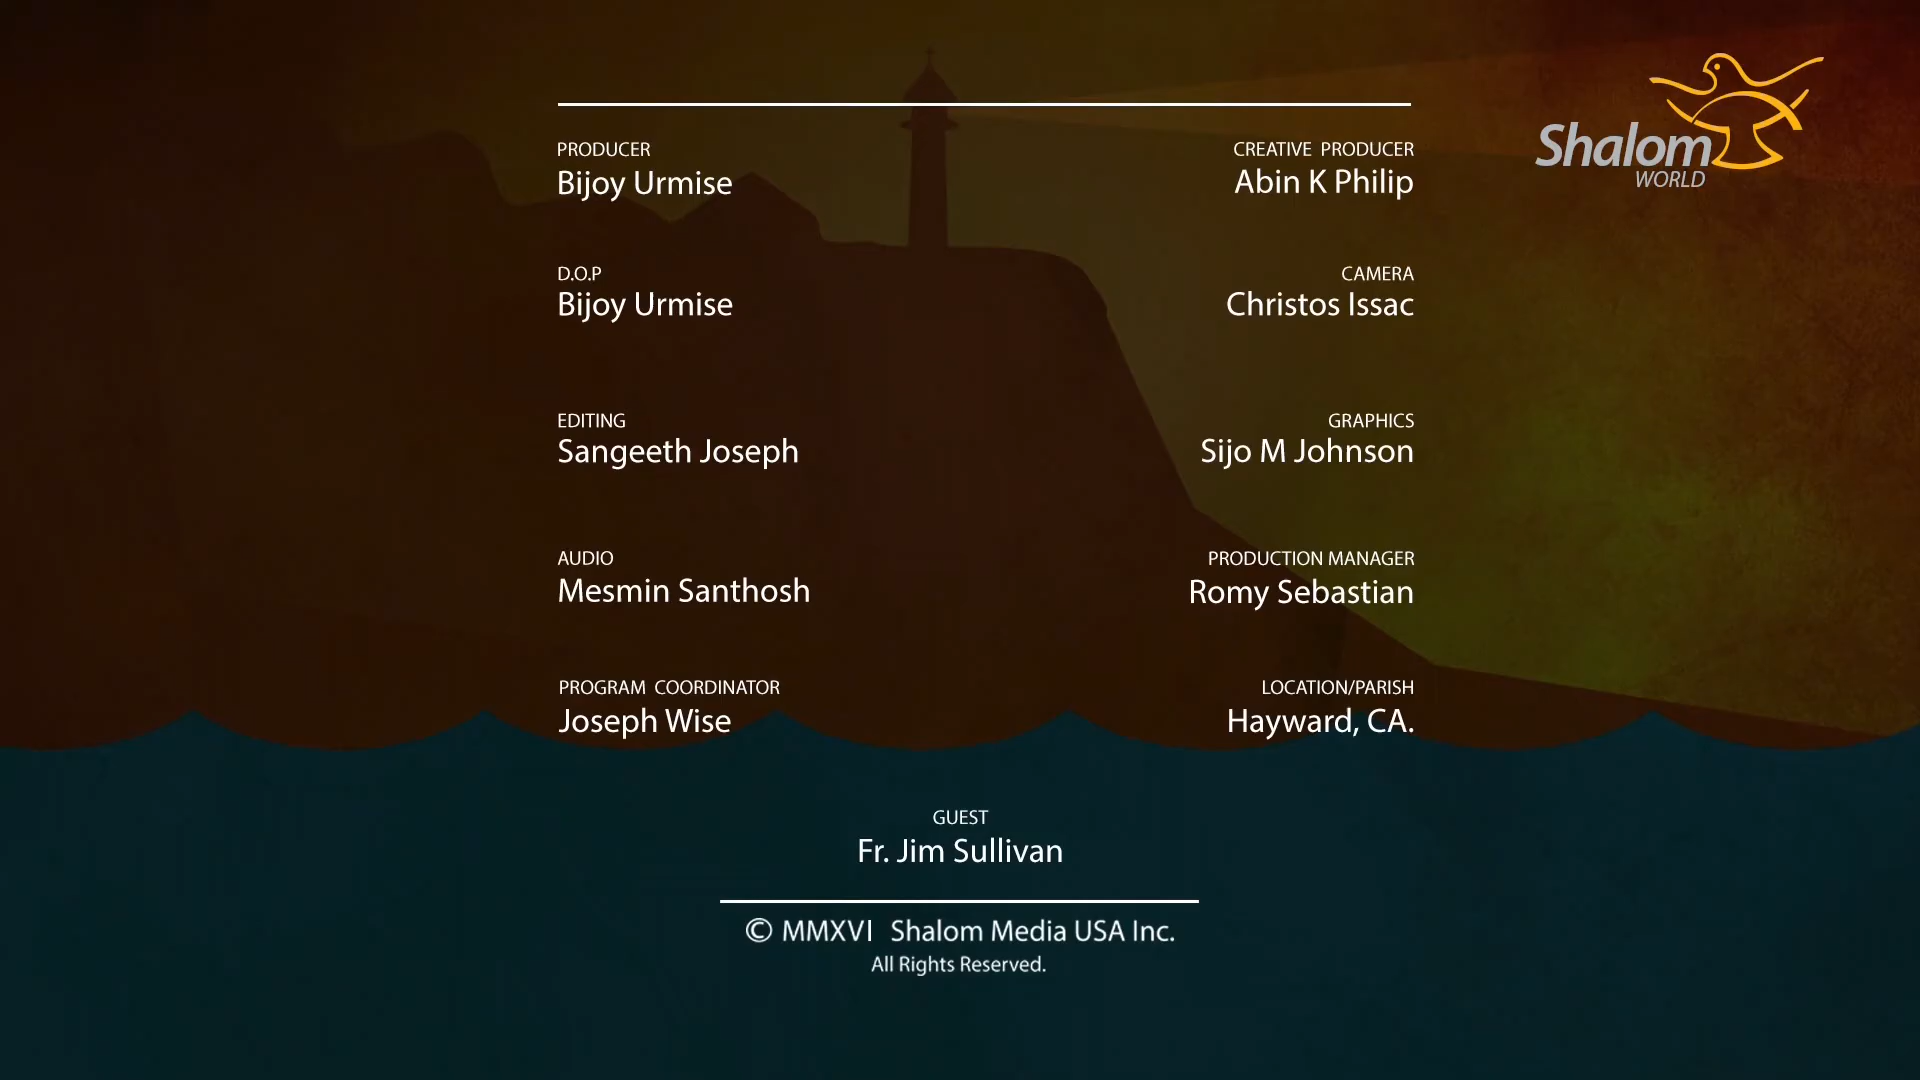 PRODUCER
Bijoy Urmise
CREATIVE PRODUCER
Abin K Philip
Shalom
WORLD
D.O.P
Bijoy Urmise
CAMERA
Christos Issac
EDITING
Sangeeth Joseph
GRAPHICS
Sijo M Johnson
AUDIO
Mesmin Santhosh
PRODUCTION MANAGER
Romy Sebastian
PROGRAM COORDINATOR
Joseph Wise
LOCATION/PARISH
Hayward, CA.
GUEST
Fr. Jim Sullivan
© MMXVI Shalom Media USA Inc.
All Rights Reserved.